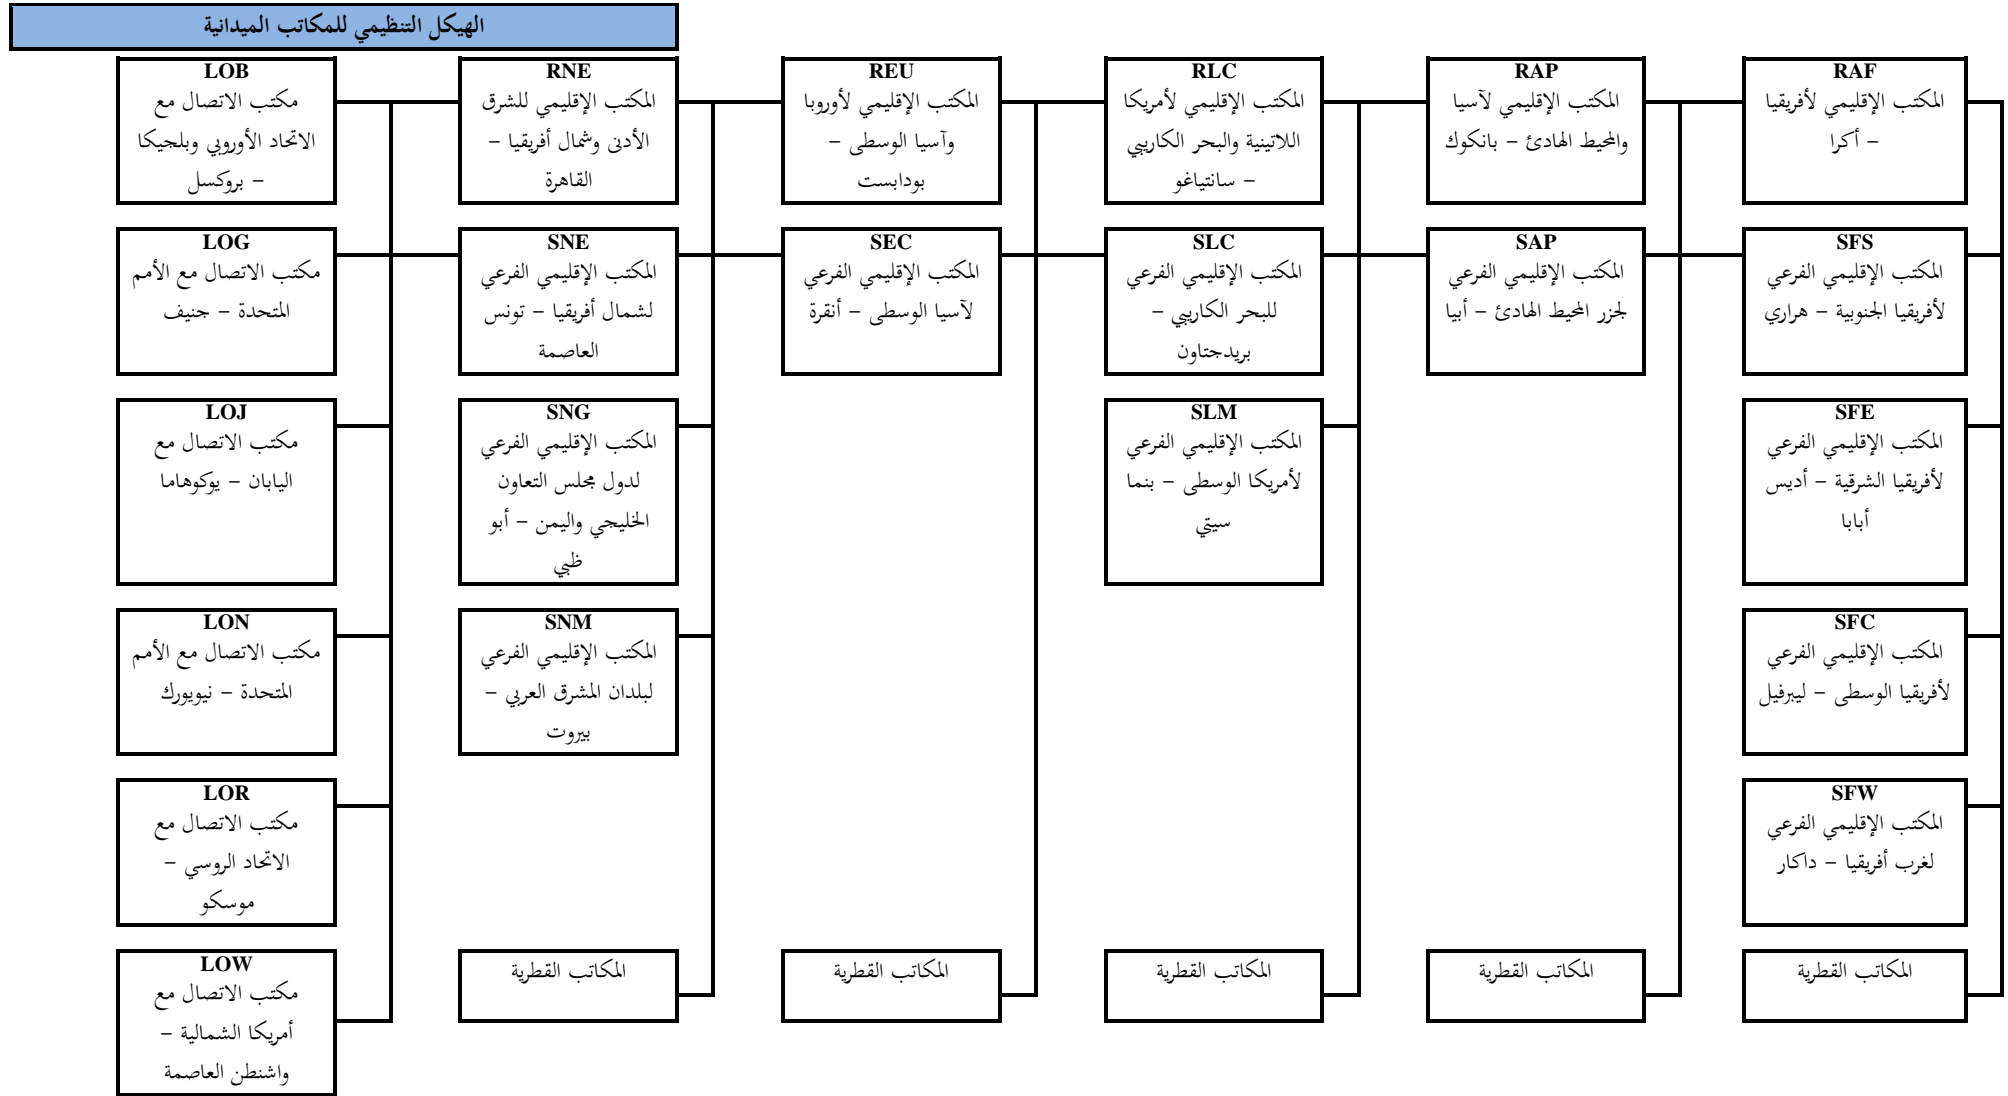 الهيكل التنظيمي للمكاتب الميدانية
RAF
المكتب الإقليمي لأفريقيا
– أكرا
SFS
المكتب الإقليمي الفرعي
لأفريقيا الجنوبية – هراري
SFE
المكتب الإقليمي الفرعي
لأفريقيا الشرقية – أديس
أبابا
SFC
المكتب الإقليمي الفرعي
لأفريقيا الوسطى – ليبرفيل
SFW
المكتب الإقليمي الفرعي
لغرب أفريقيا – داكار
المكاتب القطرية
RAP
المكتب الإقليمي لآسيا
والمحيط الهادئ – بانكوك
SAP
المكتب الإقليمي الفرعي
لجزر المحيط الهادئ – أبيا
المكاتب القطرية
RLC
المكتب الإقليمي لأمريكا
اللاتينية والبحر الكاريبي
– سانتياغو
SLC
المكتب الإقليمي الفرعي
للبحر الكاريبي –
بريدجتاون
SLM
المكتب الإقليمي الفرعي
لأمريكا الوسطى – بنما
سيتي
المكاتب القطرية
REU
المكتب الإقليمي لأوروبا
وآسيا الوسطى –
بودابست
SEC
المكتب الإقليمي الفرعي
لآسيا الوسطى – أنقرة
المكاتب القطرية
RNE
المكتب الإقليمي للشرق
الأدنى وشمال أفريقيا –
القاهرة
SNE
المكتب الإقليمي الفرعي
لشمال أفريقيا – تونس
العاصمة
SNG
المكتب الإقليمي الفرعي
لدول مجلس التعاون
الخليجي واليمن – أبو
ظبي
SNM
المكتب الإقليمي الفرعي
لبلدان المشرق العربي –
بيروت
المكاتب القطرية
LOB
مكتب الاتصال مع
الاتحاد الأوروبي وبلجيكا
– بروكسل
LOG
مكتب الاتصال مع الأمم
المتحدة – جنيف
LOJ
مكتب الاتصال مع
اليابان – يوكوهاما
LON
مكتب الاتصال مع الأمم
المتحدة – نيويورك
LOR
مكتب الاتصال مع
الاتحاد الروسي –
موسكو
LOW
مكتب الاتصال مع
أمريكا الشمالية –
واشنطن العاصمة